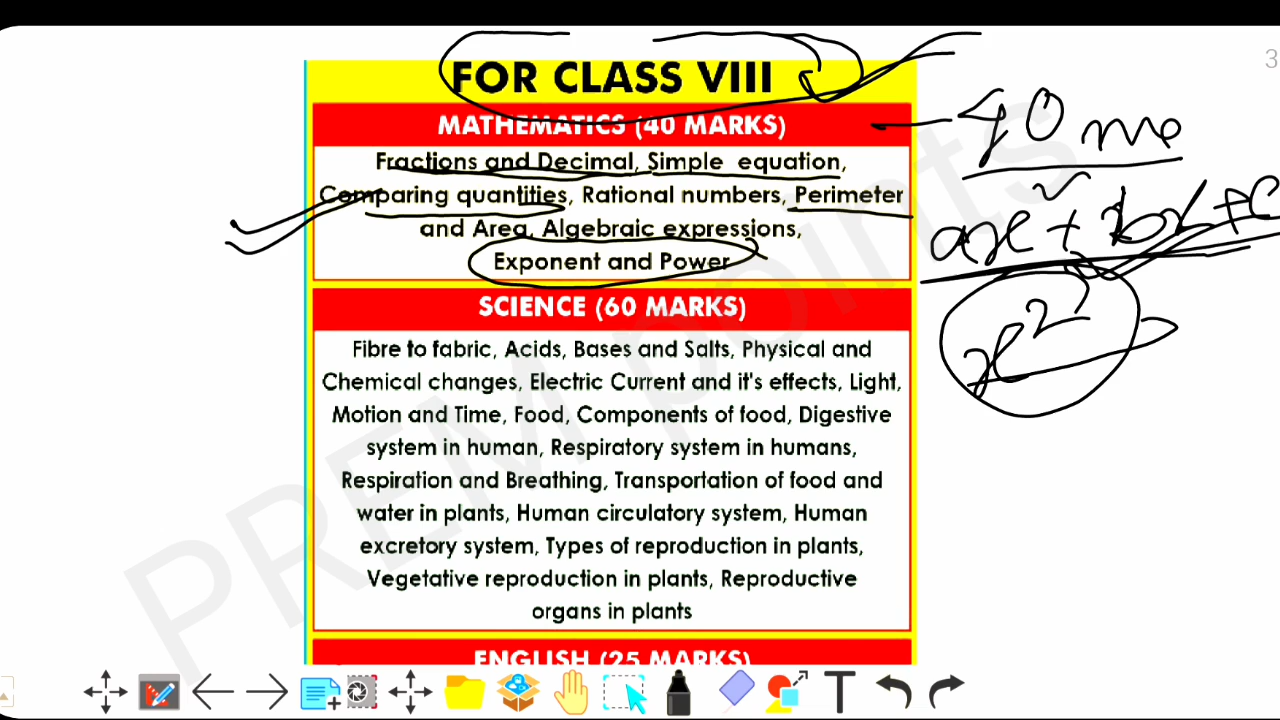 3
FOR CLASS VIII
MATHEMATICS (40 MARKS)
40
Fractions and Decimal, Simple equation,
Comparing quantities, Rational numbers, Perimeter
and Area, Algebraic expressions,
Exponent and Power
x²
SCIENCE (60 MARKS)
Fibre to fabric, Acids, Bases and Salts, Physical and
Chemical changes, Electric Current and it's effects, Light,
Motion and Time, Food, Components of food, Digestive
system in human, Respiratory system in humans,
Respiration and Breathing, Transportation of food and
water in plants, Human circulatory system, Human
excretory system, Types of reproduction in plants,
Vegetative reproduction in plants, Reproductive
organs in plants
ENGLISH (25 MARKS)
PREM points